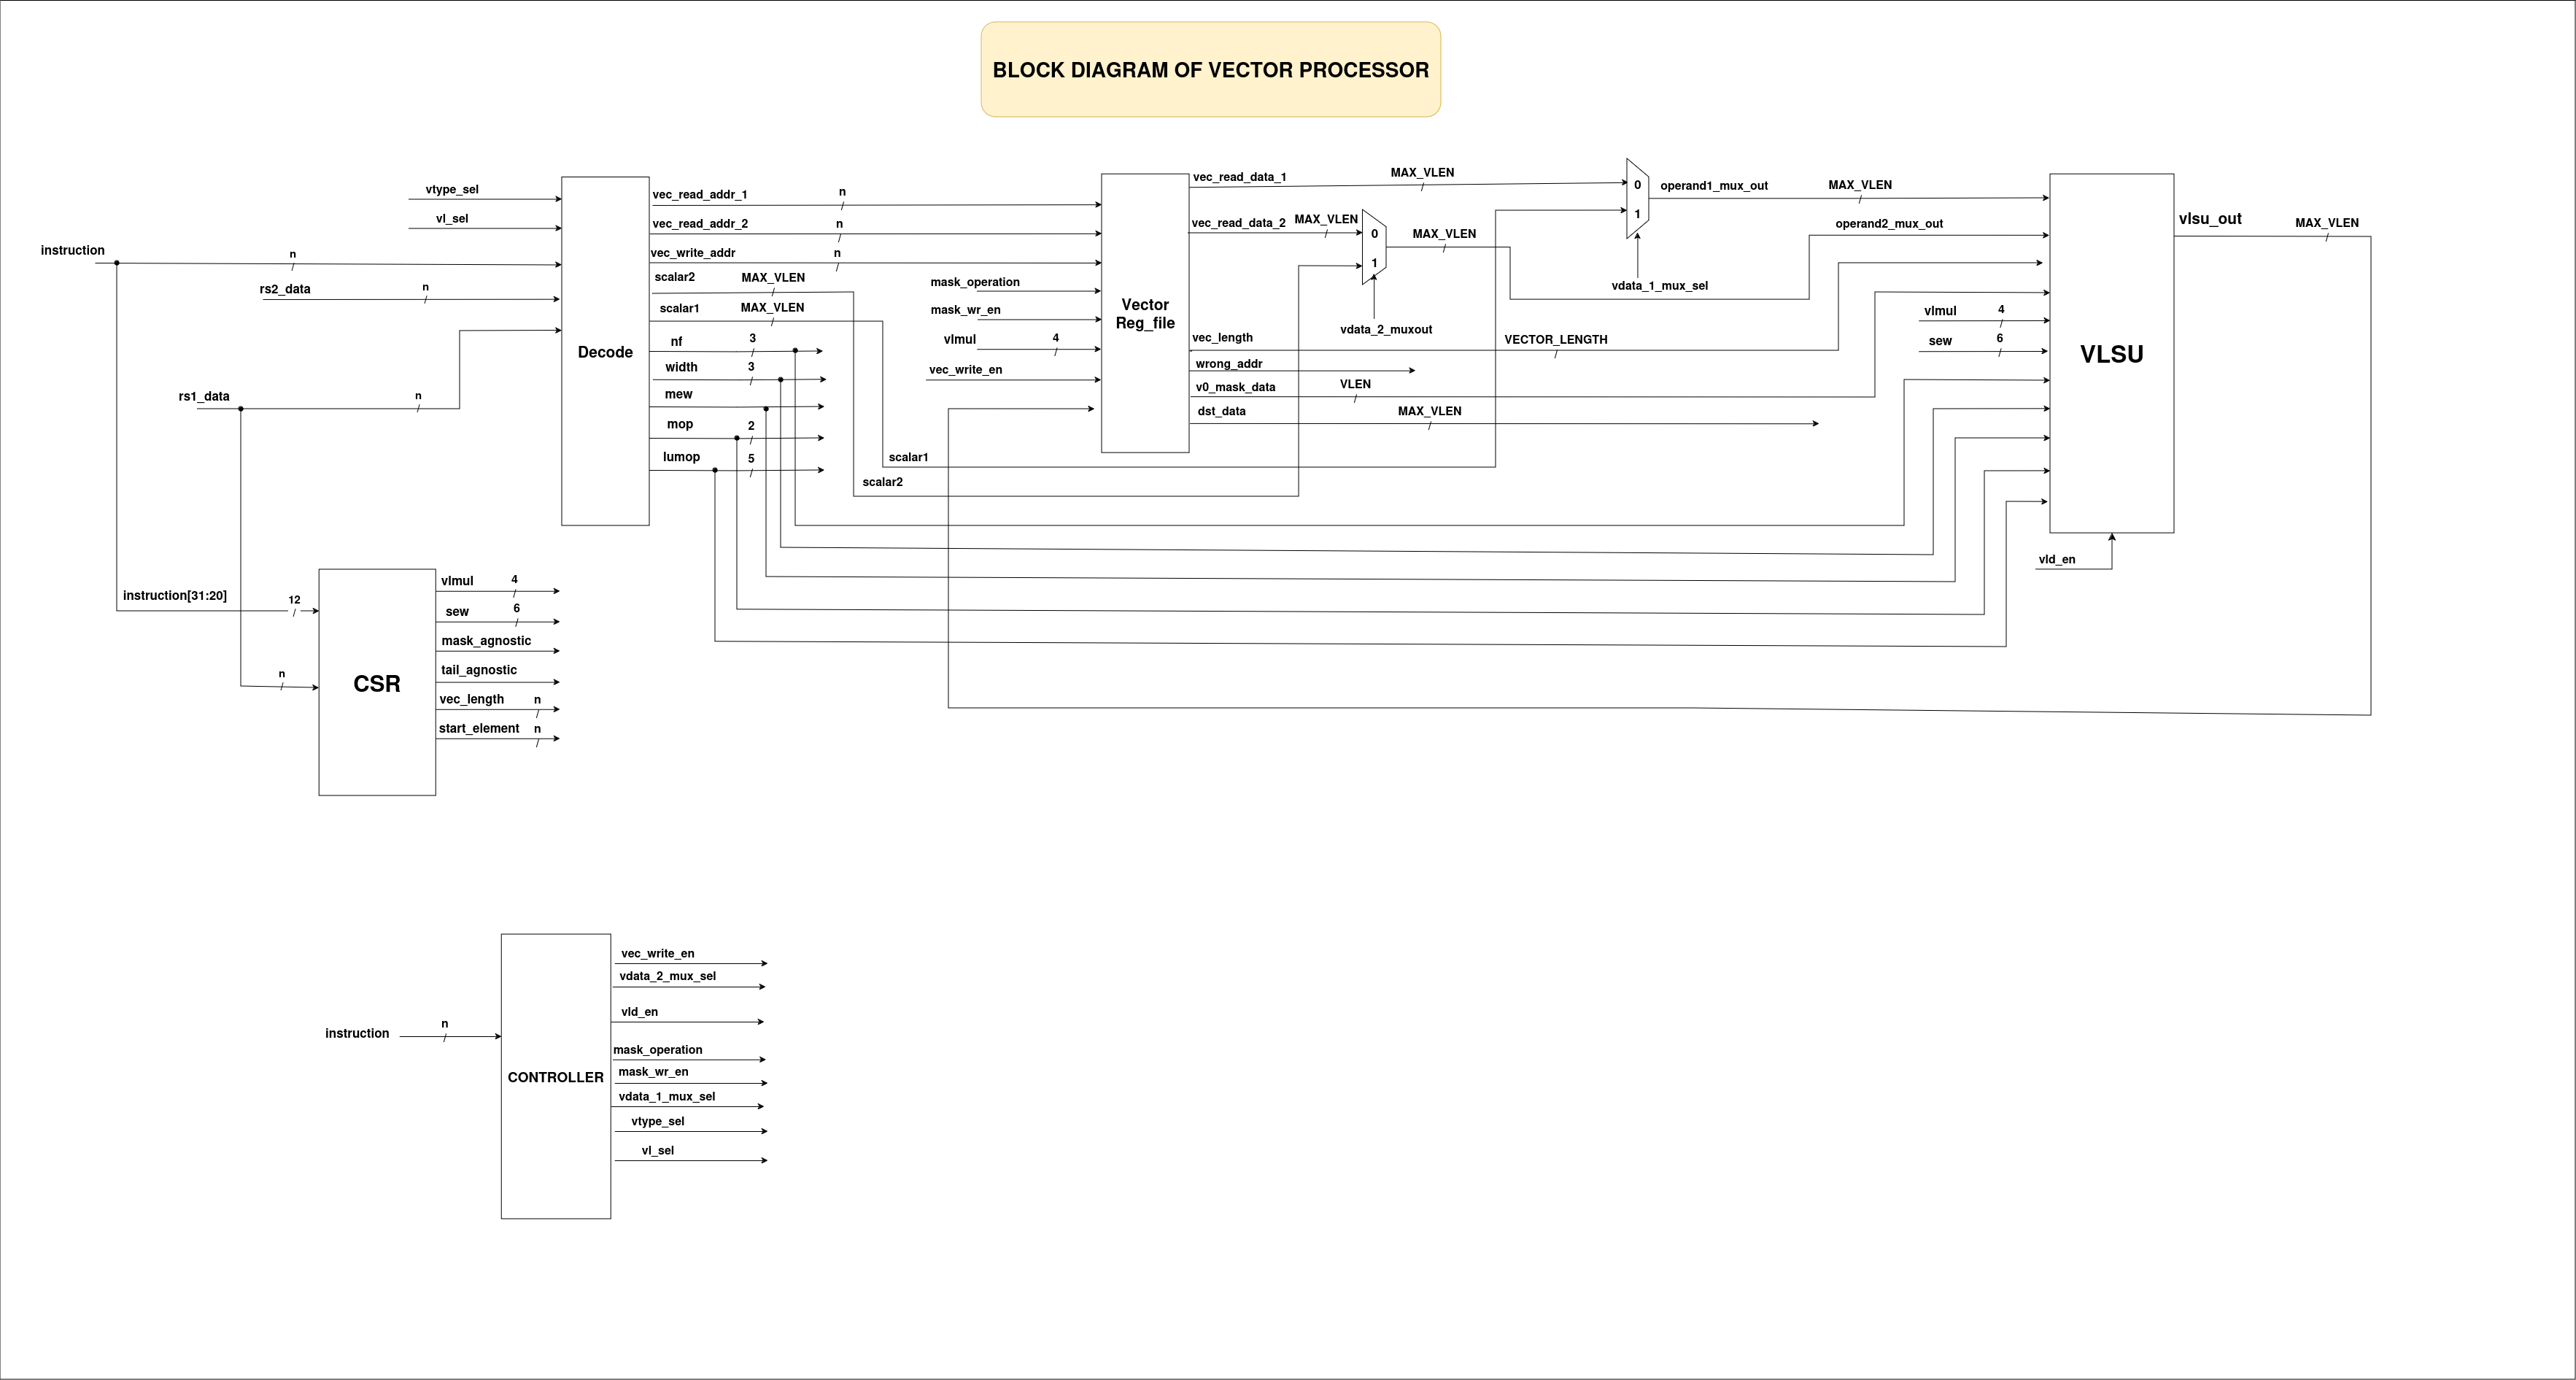 BLOCK DIAGRAM OF VECTOR PROCESSOR
vtype_sel
vl_sel
instruction
n
rs2_data
n
rs1_data
n
Decode
vec_read_addr_1
n
vec_read_addr_2
n
vec_write_addr
n
scalar2
MAX_VLEN
scalar1
MAX_VLEN
nf
3
width
3
mew
mop
2
lumop
5
scalar1
scalar2
mask_operation
mask_wr_en
vlmul
4
vec_write_en
Vector
Reg_file
vec_read_data_1
MAX_VLEN
vec_read_data_2
MAX_VLEN
0
1
MAX_VLEN
vdata_2_muxout
vec_length
VECTOR_LENGTH
wrong_addr
v0_mask_data
VLEN
dst_data
MAX_VLEN
0
1
vdata_1_mux_sel
operand1_mux_out
MAX_VLEN
operand2_mux_out
vlmul
4
sew
6
VLSU
vld_en
vlsu_out
MAX_VLEN
instruction[31:20]
12
n
CSR
vlmul
4
sew
6
mask_agnostic
tail_agnostic
vec_length
n
start_element
n
instruction
n
CONTROLLER
vec_write_en
vdata_2_mux_sel
vld_en
mask_operation
mask_wr_en
vdata_1_mux_sel
vtype_sel
vl_sel